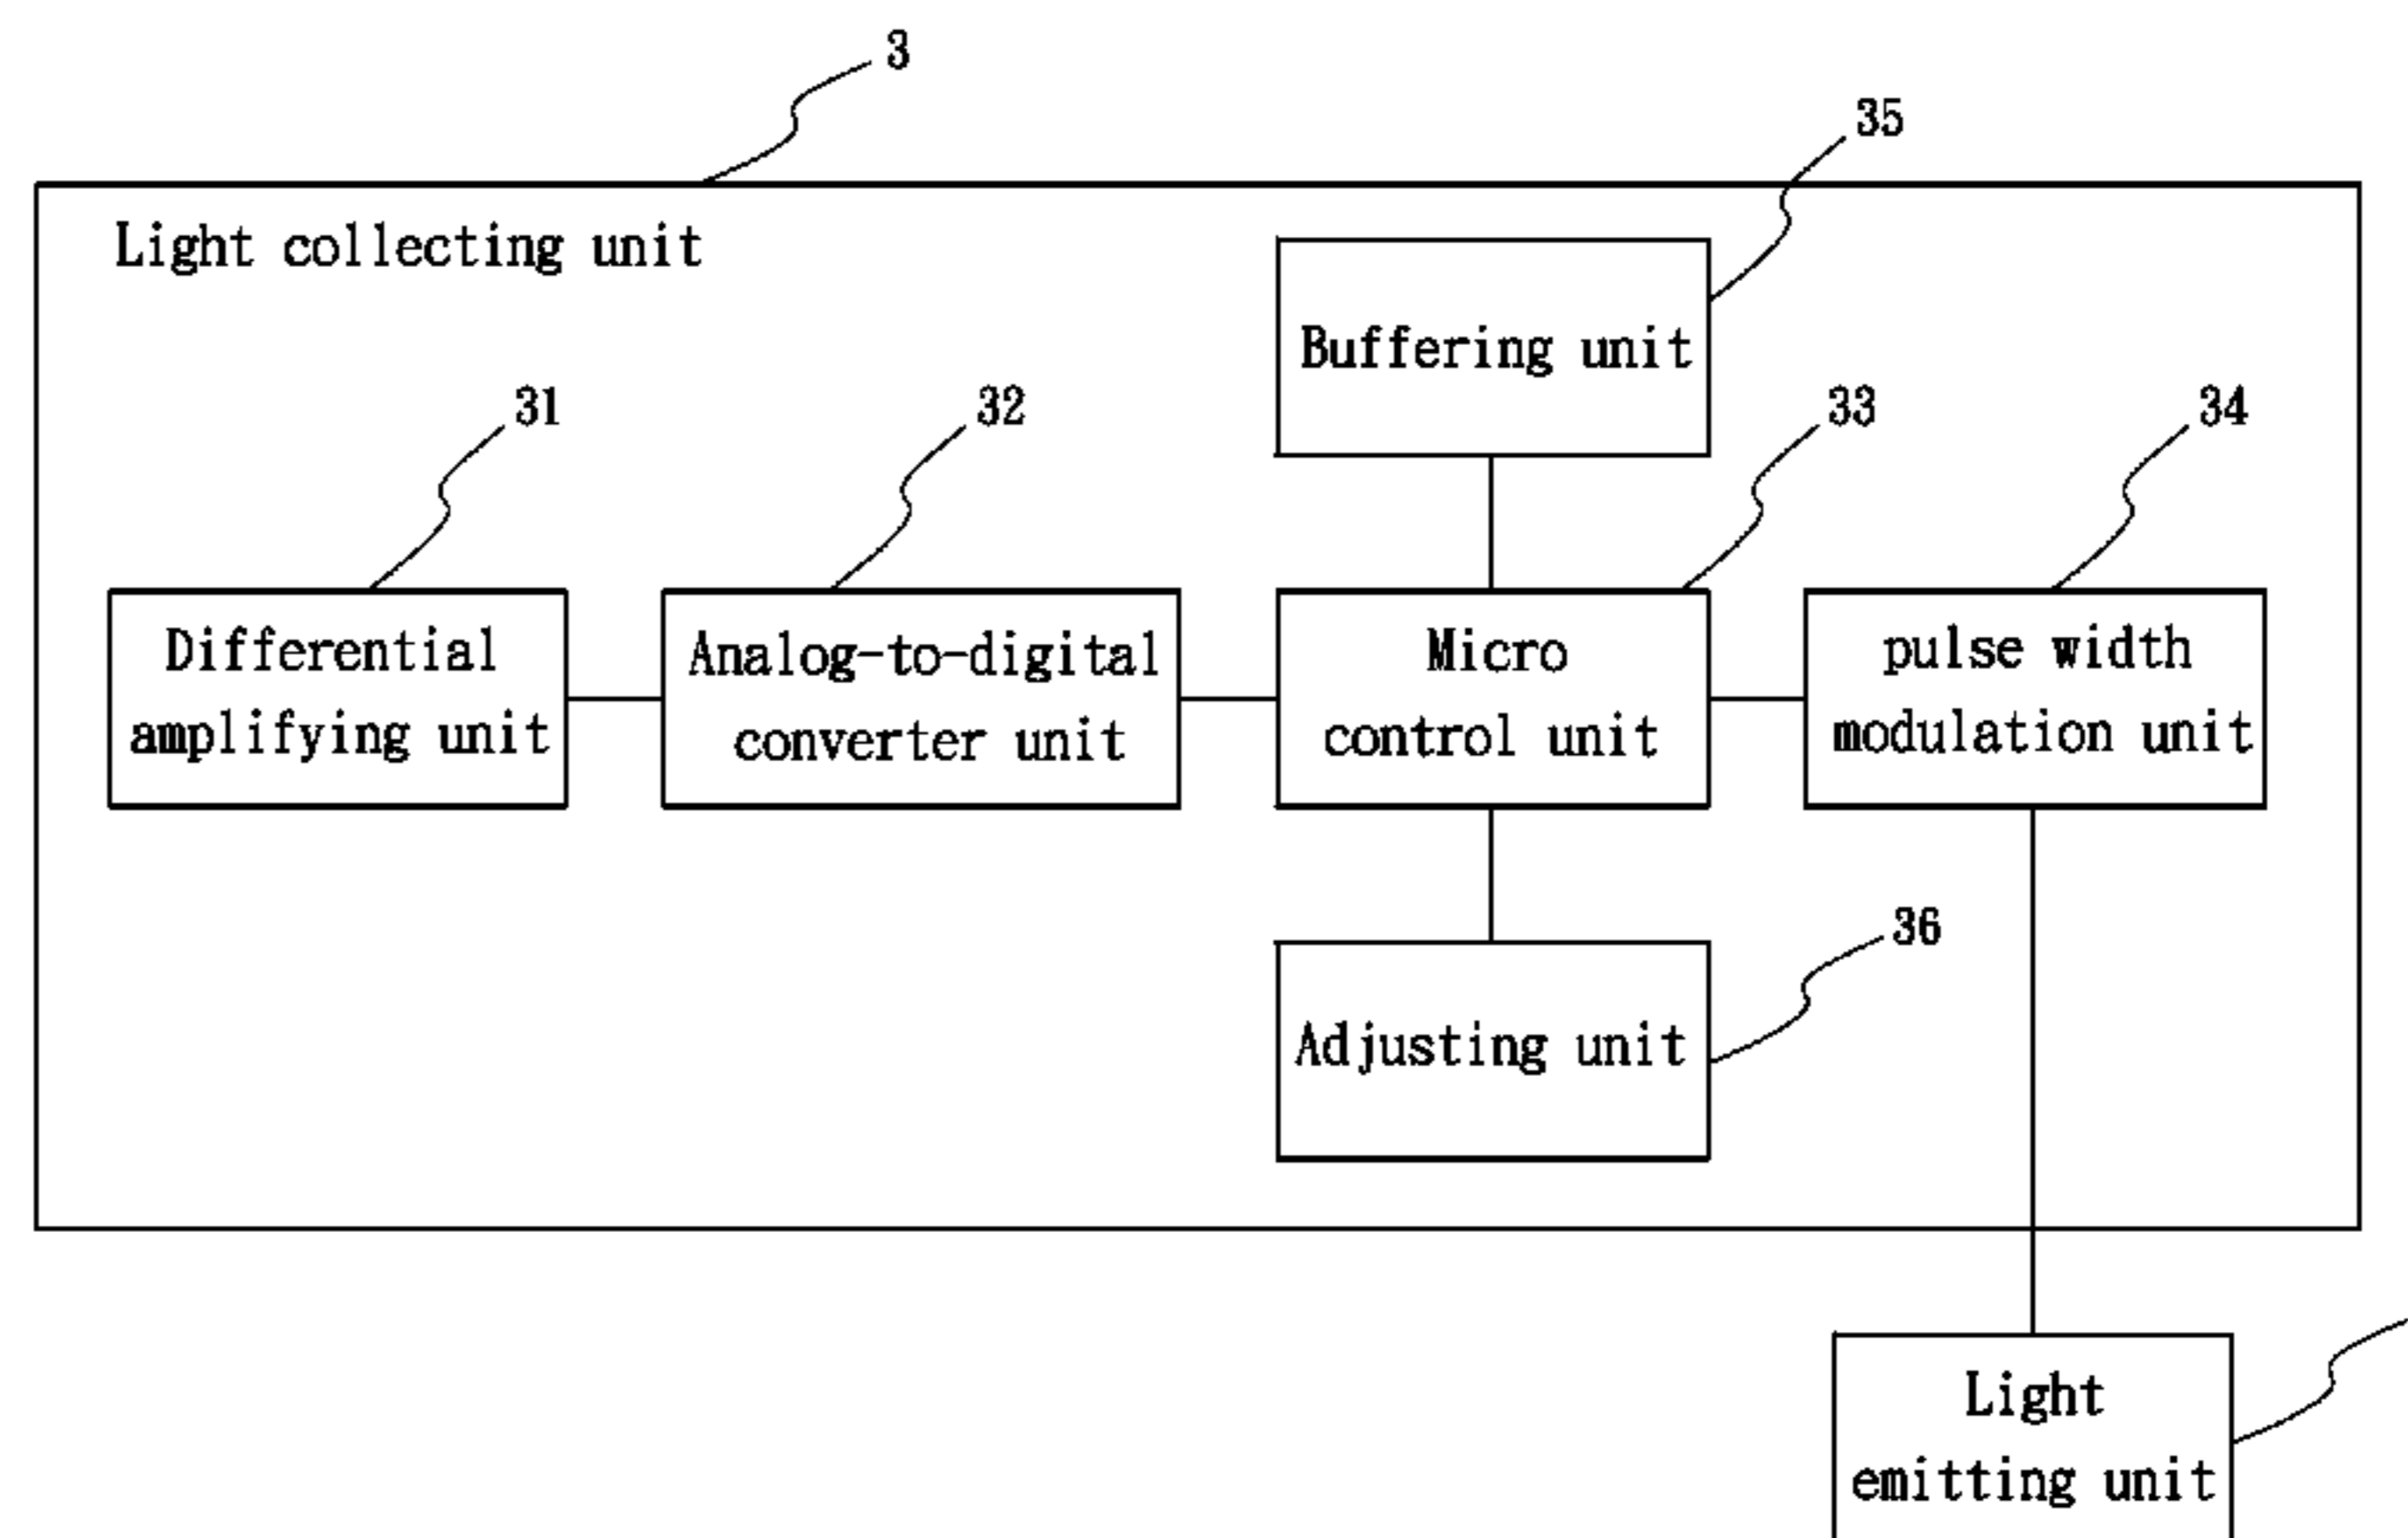 3
35
Light collecting unit
Buffering unit
31
32
33
34
Differential
amplifying unit
Analog-to-digital
converter unit
Micro
control unit
pulse width
modulation unit
36
Adjusting unit
Light
emitting unit